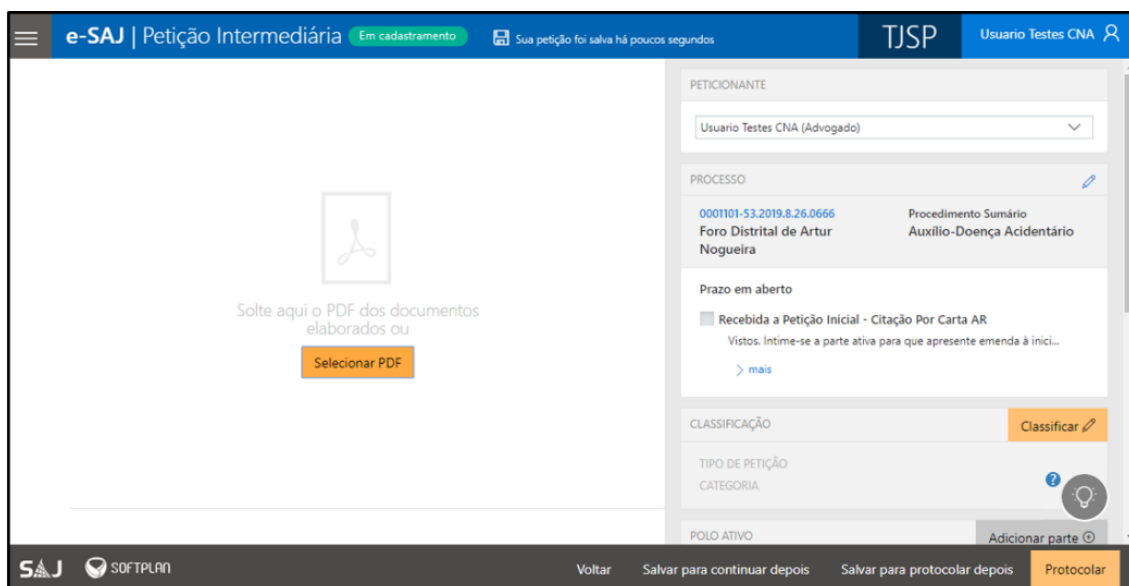 e-SAJ | Petição Intermediária Em cadastramento Sua petição foi salva há poucos segundos TJSP Usuario Testes CNA
PETICIONANTE
Usuario Testes CNA (Advogado)
PROCESSO
0001101-53.2019.8.26.0666 Procedimento Sumário
Foro Distrital de Artur Auxílio-Doença Acidentário
Nogueira
Prazo em aberto
Recebida a Petição Inicial - Citação Por Carta AR
Vistos. Intime-se a parte ativa para que apresente emenda à inici...
mais
Solte aqui o PDF dos documentos
elaborados ou
Selecionar PDF
CLASSIFICAÇÃO Classificar
TIPO DE PETIÇÃO
CATEGORIA ?
POLO ATIVO Adicionar parte
SAJ SOFTPLAN Voltar Salvar para continuar depois Salvar para protocolar depois Protocolar